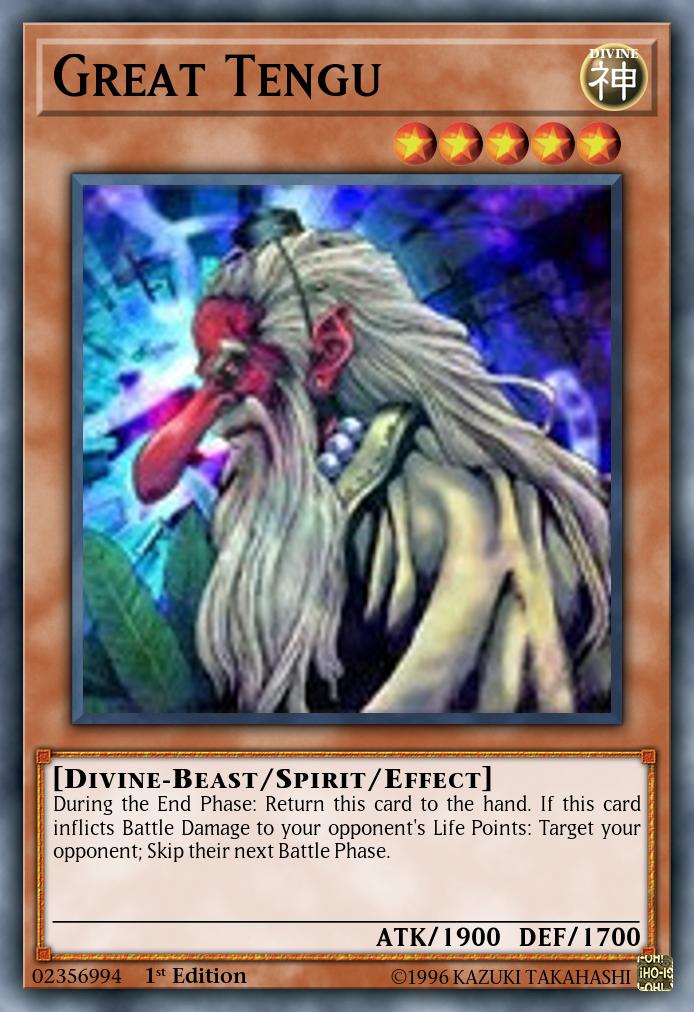 GREAT TENGU
DIVINE
神
[DIVINE-BEAST/SPIRIT/EFFECT]
During the End Phase: Return this card to the hand. If this card
inflicts Battle Damage to your opponent's Life Points: Target your
opponent; Skip their next Battle Phase.
ATK/1900 DEF/1700
02356994 1st Edition ©1996 KAZUKI TAKAHASHI